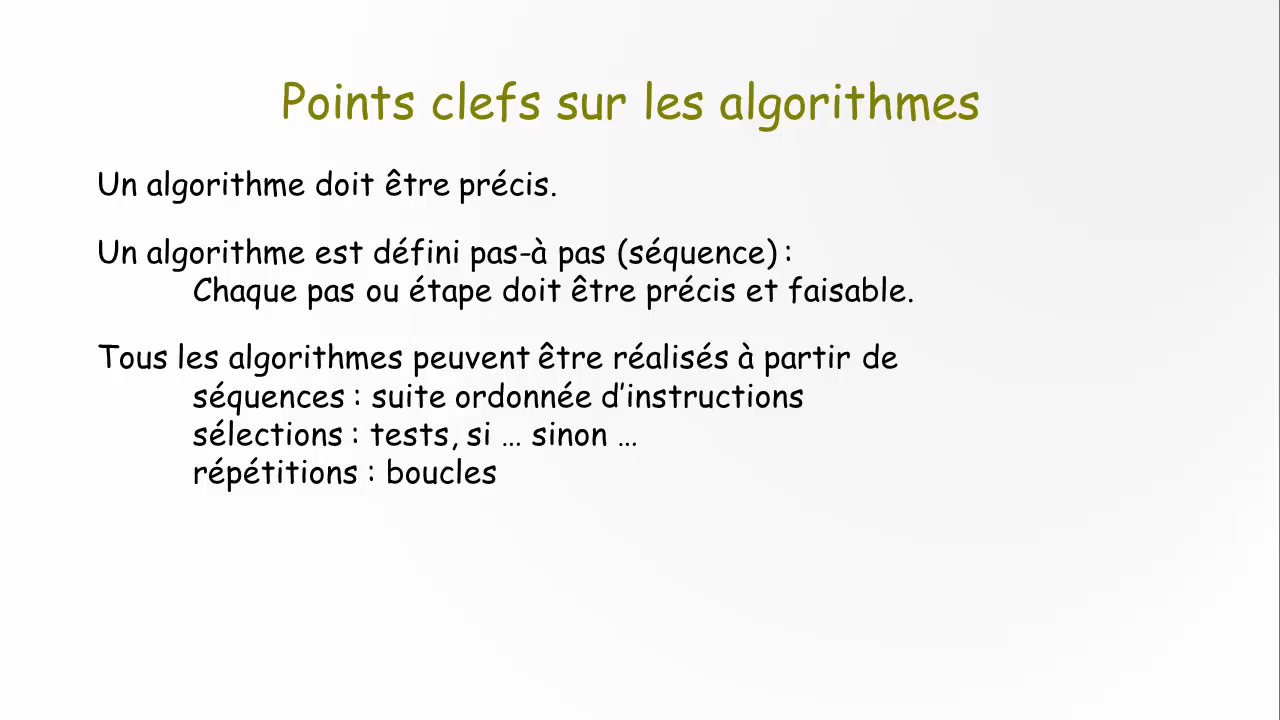 Points clefs sur les algorithmes
Un algorithme doit être précis.
Un algorithme est défini pas-à pas (séquence) :
Chaque pas ou étape doit être précis et faisable.
Tous les algorithmes peuvent être réalisés à partir de
séquences : suite ordonnée d’instructions
sélections : tests, si … sinon …
répétitions : boucles